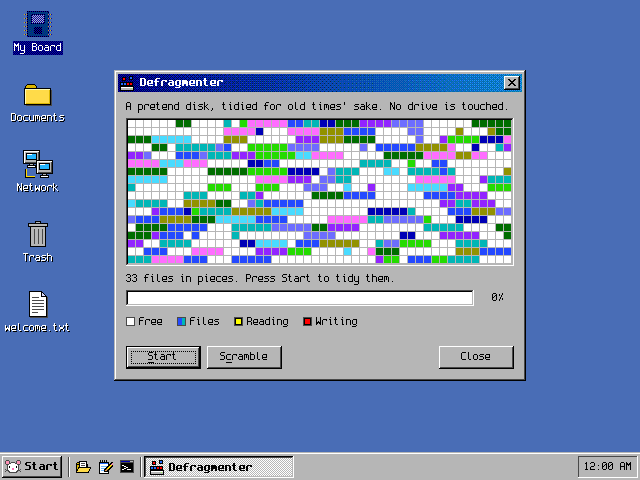 My Board
Documents
Network
Trash
welcome.txt
Defragmenter
A pretend disk, tidied for old times' sake. No drive is touched.
33 files in pieces. Press Start to tidy them.
0%
Free Files Reading Writing
Start Scramble Close
Start Defragmenter 12:00 AM